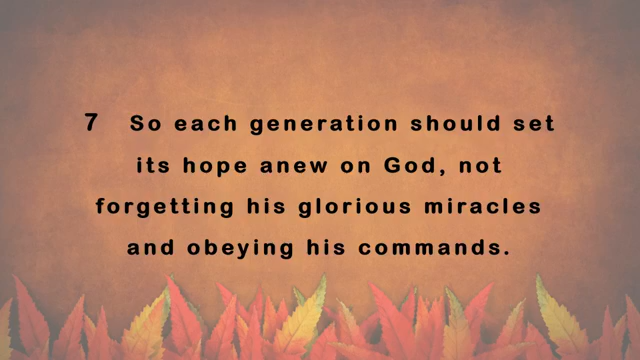 7 So each generation should set
its hope anew on God, not
forgetting his glorious miracles
and obeying his commands.